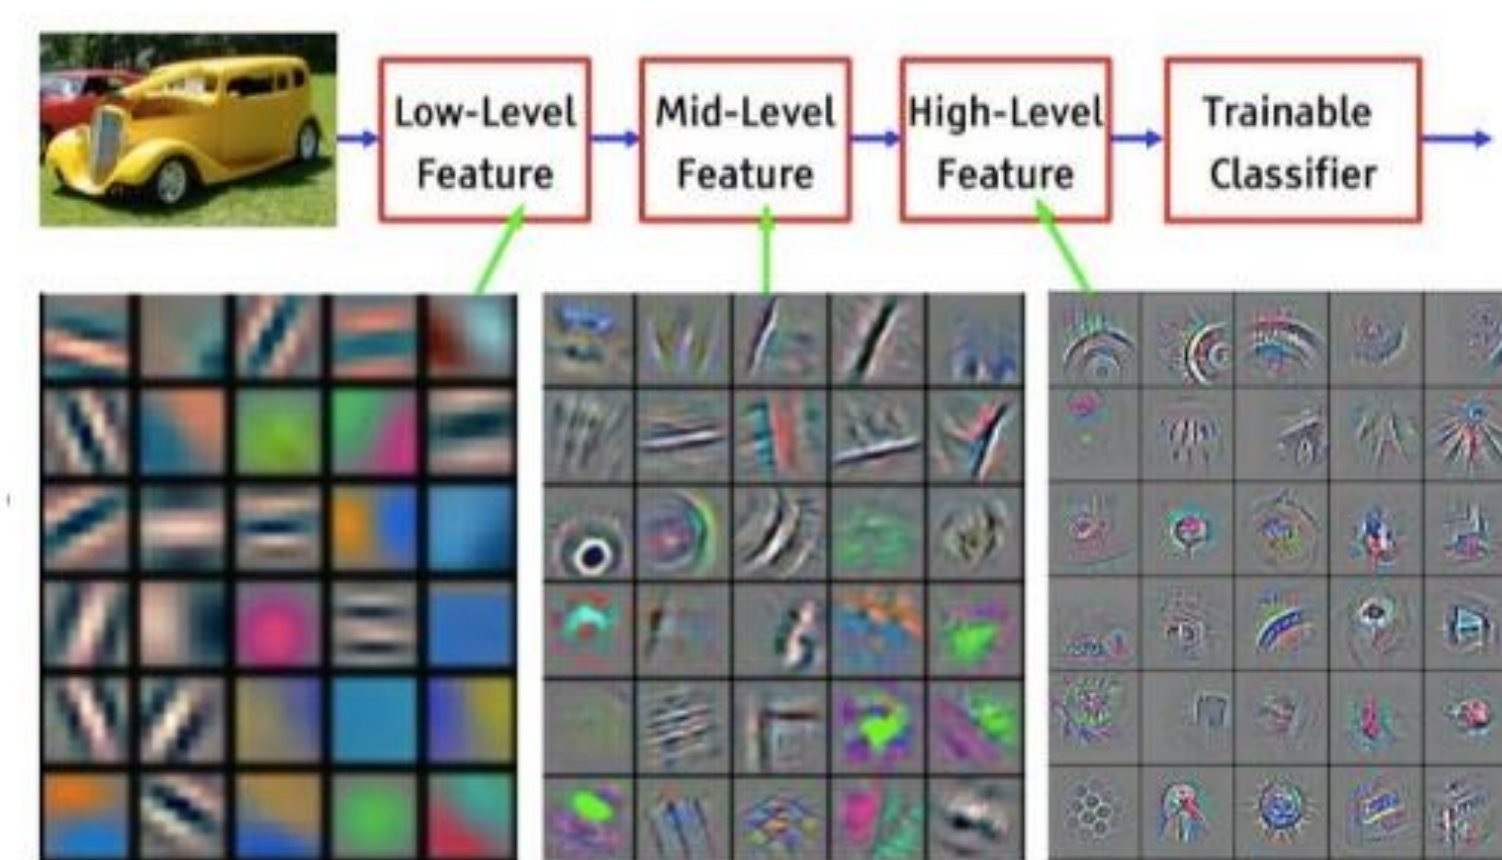 Low-Level
Feature
Mid-Level
Feature
High-Level
Feature
Trainable
Classifier